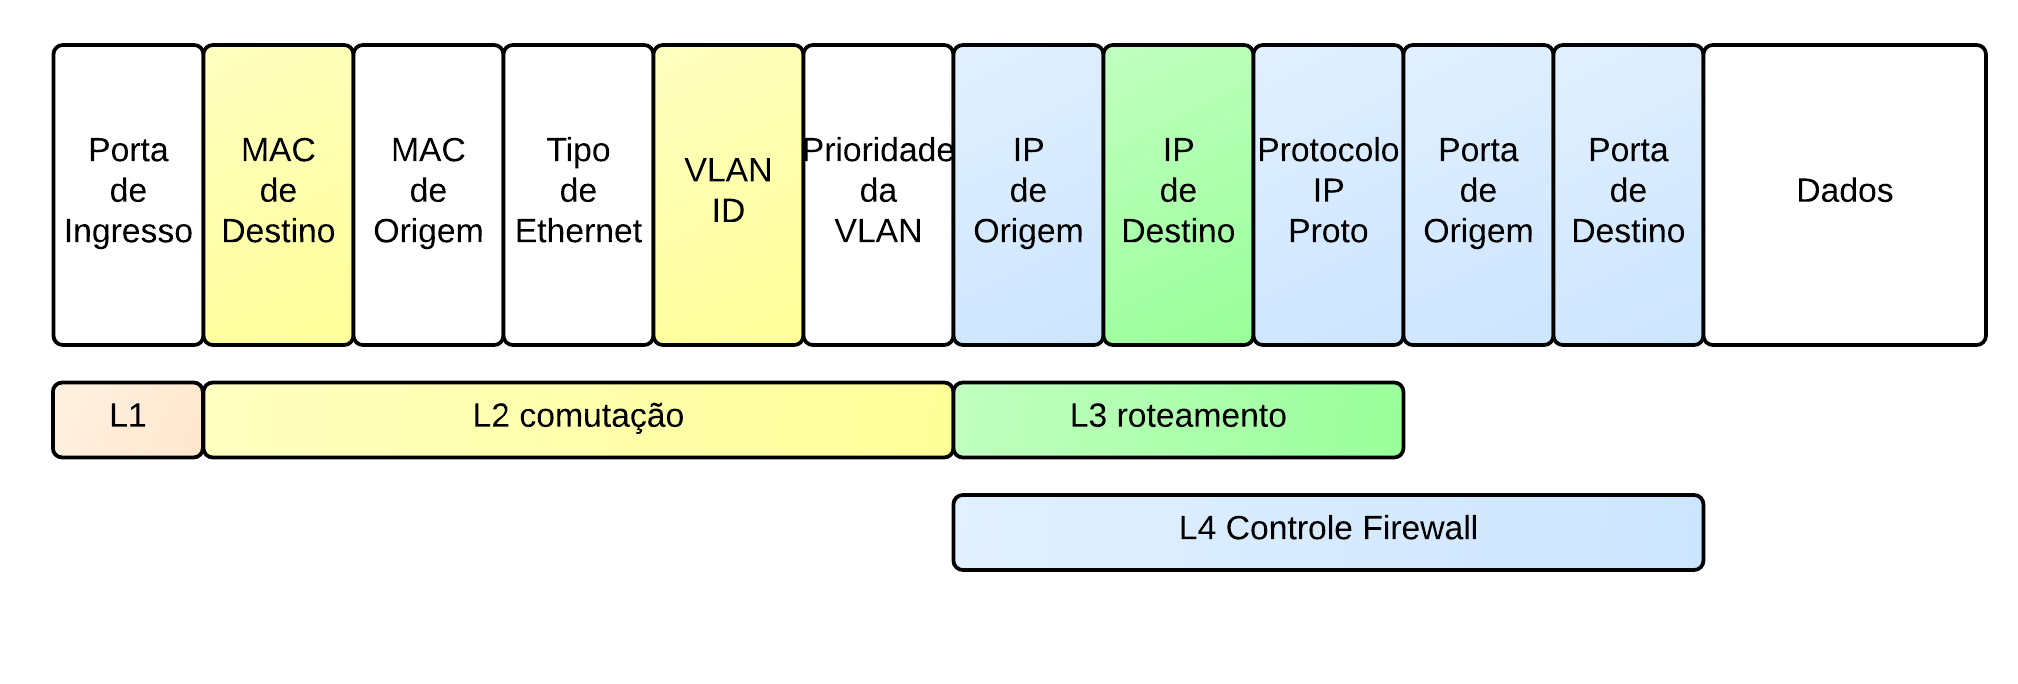 Porta
de
Ingresso
MAC
de
Destino
MAC
de
Origem
Tipo
de
Ethernet
VLAN
ID
Prioridade
da
VLAN
IP
de
Origem
IP
de
Destino
Protocolo
IP
Proto
Porta
de
Origem
Porta
de
Destino
Dados
L1
L2 comutação
L3 roteamento
L4 Controle Firewall